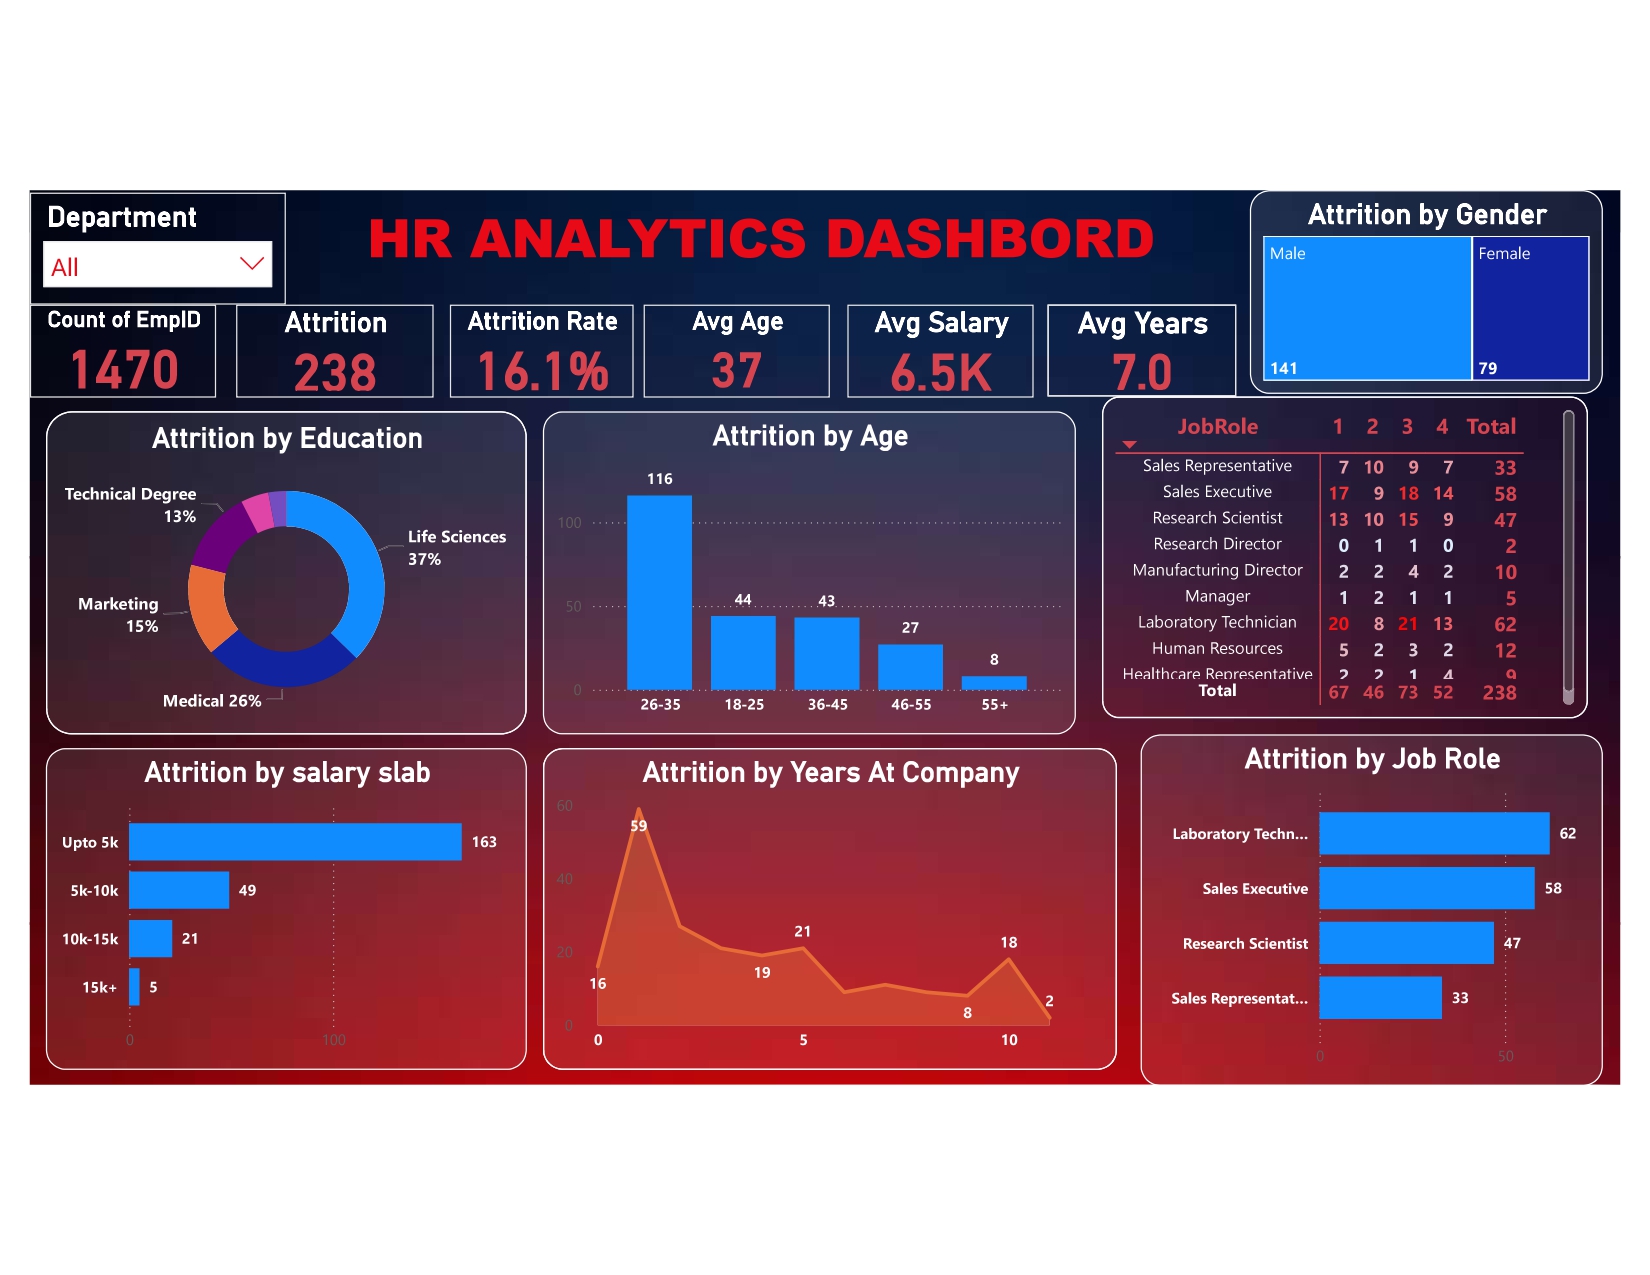 Department
All
HR ANALYTICS DASHBORD
Attrition by Gender
Male
141
Female
79
Count of EmpID
1470
Attrition
238
Attrition Rate
16.1%
Avg Age
37
Avg Salary
6.5K
Avg Years
7.0
Attrition by Education
Technical Degree
13%
Life Sciences
37%
Marketing
15%
Medical 26%
Attrition by Age
100
50
0
116
44
43
27
8
26-35 18-25 36-45 46-55 55+
JobRole 1 2 3 4 Total
Sales Representative 7 10 9 7 33
Sales Executive 17 9 18 14 58
Research Scientist 13 10 15 9 47
Research Director 0 1 1 0 2
Manufacturing Director 2 2 4 2 10
Manager 1 2 1 1 5
Laboratory Technician 20 8 21 13 62
Human Resources 5 2 3 2 12
Healthcare Representative 2 2 1 4 9
Total 67 46 73 52 238
Attrition by salary slab
Upto 5k 163
5k-10k 49
10k-15k 21
15k+ 5
0 100
Attrition by Years At Company
60
40
20
0
16
59
19
21
8
18
2
0 5 10
Attrition by Job Role
Laboratory Techn... 62
Sales Executive 58
Research Scientist 47
Sales Representat... 33
0 50